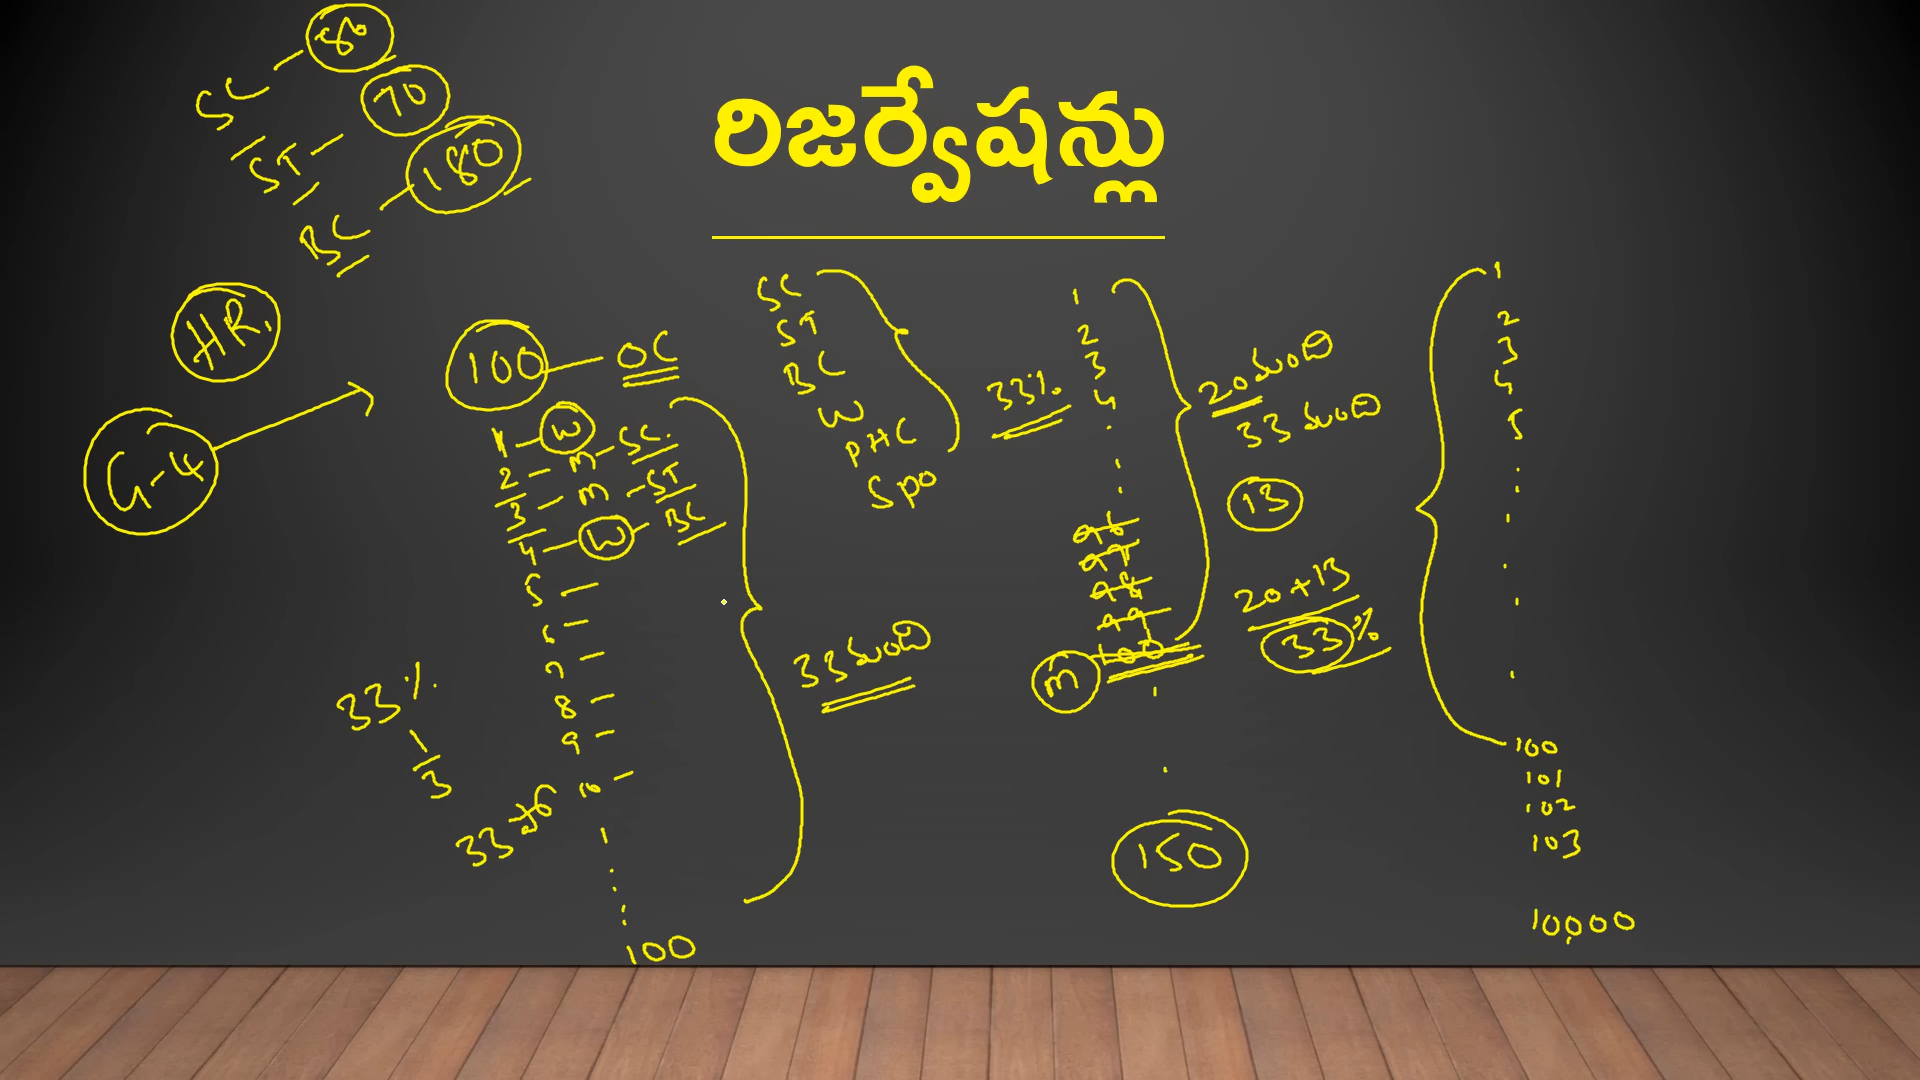 రిజర్వేషన్లు
SC - 80
ST - 70
BC - 180
HR.
G-4
100 - OC
1 - W
2 - m - SC.
3 - m - ST
4 - W - BC
5 -
6 -
7 -
8 -
9 -
10 -
100
33%
1/3
33 మంది
SC
ST
BC
W
PHC
Spo
33%
1
2
3
4
96
97
98
99
m 100
150
20 మంది
33 మంది
13
20+13
33%
1
2
3
4
5
100
101
102
103
10,000